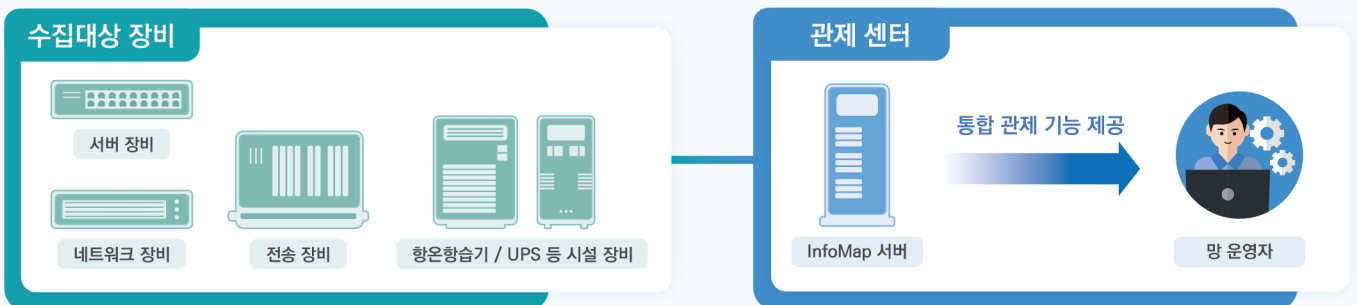 수집대상 장비
서버 장비
네트워크 장비
전송 장비
항온항습기 / UPS 등 시설 장비
관제 센터
InfoMap 서버
통합 관제 기능 제공
망 운영자